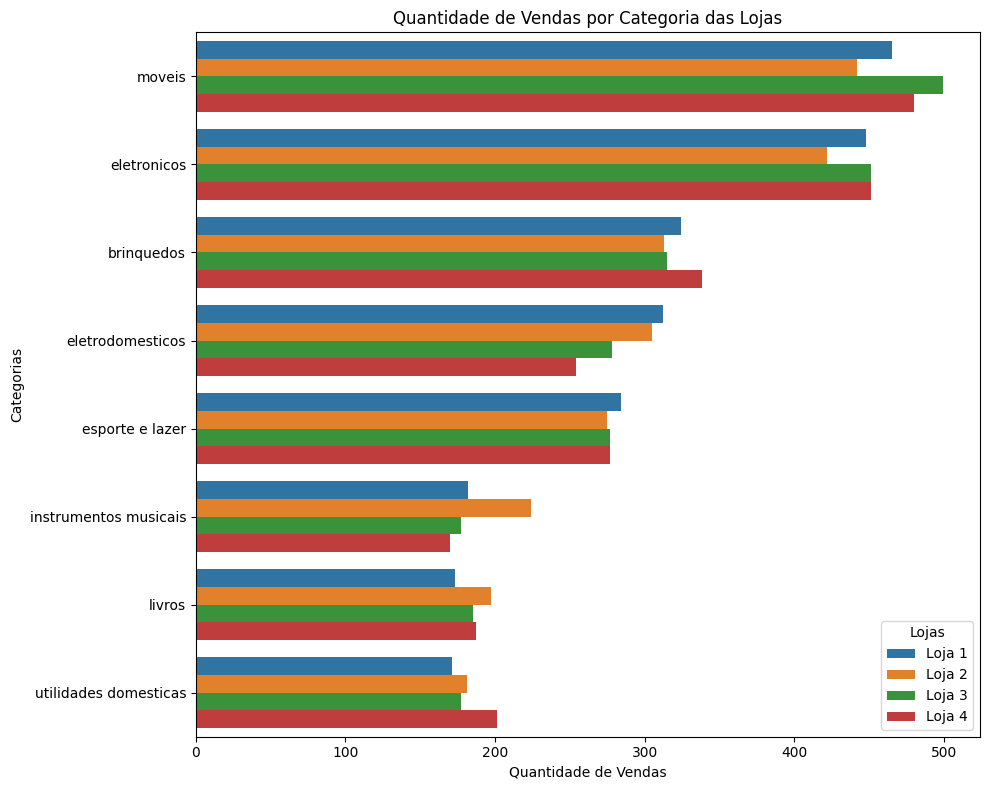 Quantidade de Vendas por Categoria das Lojas
Categorias
moveis
eletronicos
brinquedos
eletrodomesticos
esporte e lazer
instrumentos musicais
livros
utilidades domesticas
Lojas
Loja 1
Loja 2
Loja 3
Loja 4
0 100 200 300 400 500
Quantidade de Vendas